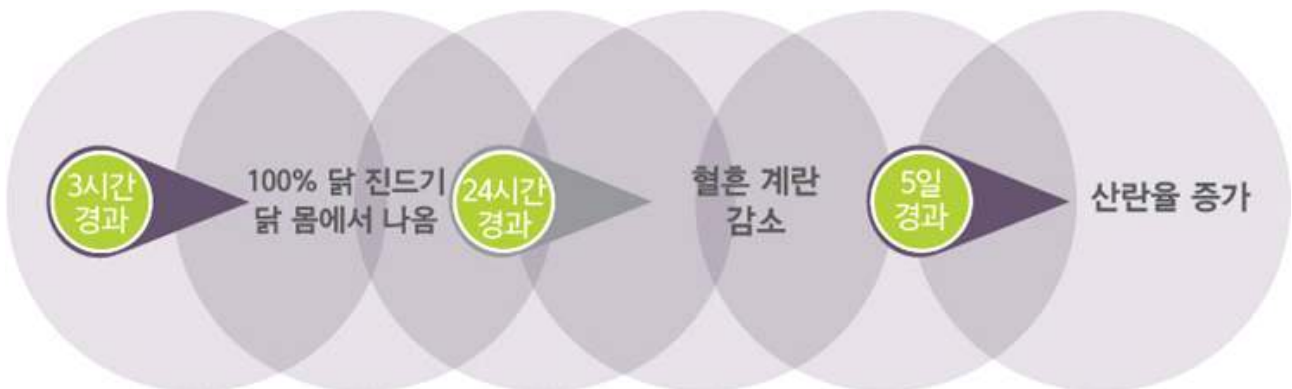 3시간
경과
100% 닭 진드기
닭 몸에서 나옴
24시간
경과
혈흔 계란
감소
5일
경과
산란율 증가